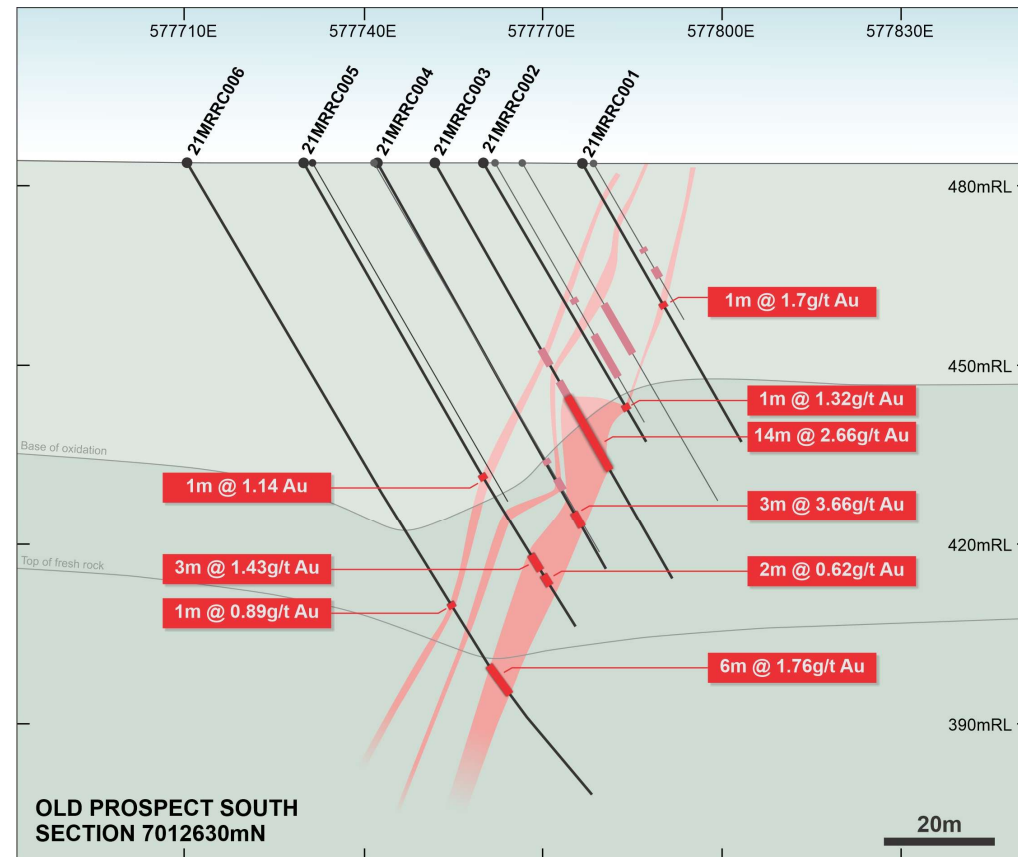 577710E
577740E
577770E
577800E
577830E
21MRRC006
21MRRC005
21MRRC004
21MRRC003
21MRRC002
21MRRC001
480mRL
1m @ 1.7g/t Au
450mRL
1m @ 1.32g/t Au
14m @ 2.66g/t Au
Base of oxidation
1m @ 1.14 Au
3m @ 3.66g/t Au
420mRL
Top of fresh rock
3m @ 1.43g/t Au
2m @ 0.62g/t Au
1m @ 0.89g/t Au
6m @ 1.76g/t Au
390mRL
OLD PROSPECT SOUTH
SECTION 7012630mN
20m